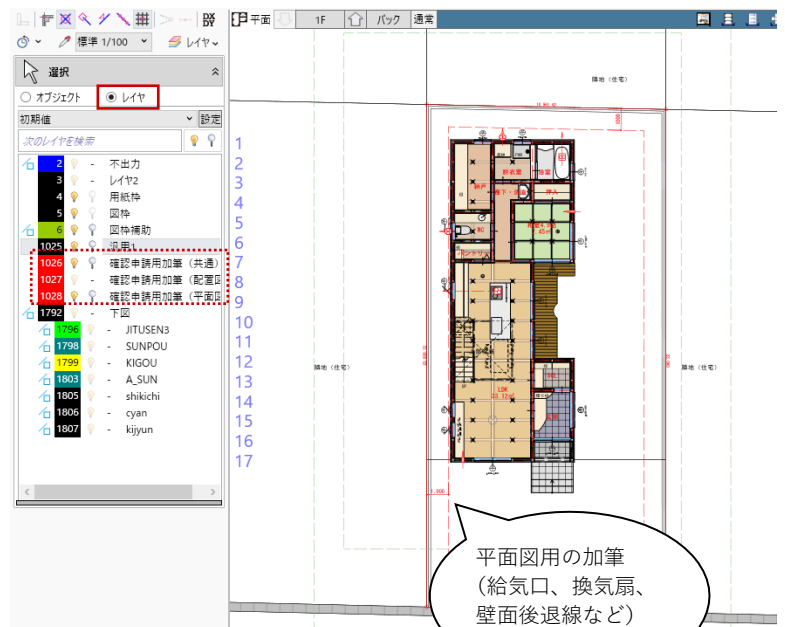 DX
平面
1F
バック
通常
標準 1/100
レイヤ
選択
オブジェクト
レイヤ
初期値
設定
次のレイヤを検索
2 - 不出力
3 - レイヤ2
4 用紙枠
5 図枠
6 図枠補助
1025 汎用1
1026 確認申請用加筆（共通）
1027 - 確認申請用加筆（配置図
1028 確認申請用加筆（平面図
1792 - 下図
1796 - JITUSEN3
1798 - SUNPOU
1799 - KIGOU
1803 - A_SUN
1805 - shikichi
1806 - cyan
1807 - kijyun
1
2
3
4
5
6
7
8
9
10
11
12
13
14
15
16
17
隣地（住宅）
脱衣室
浴室
納戸
押入
WC
パントリー
隣地（住宅）
隣地（住宅）
LDK
玄関
平面図用の加筆
（給気口、換気扇、
壁面後退線など）